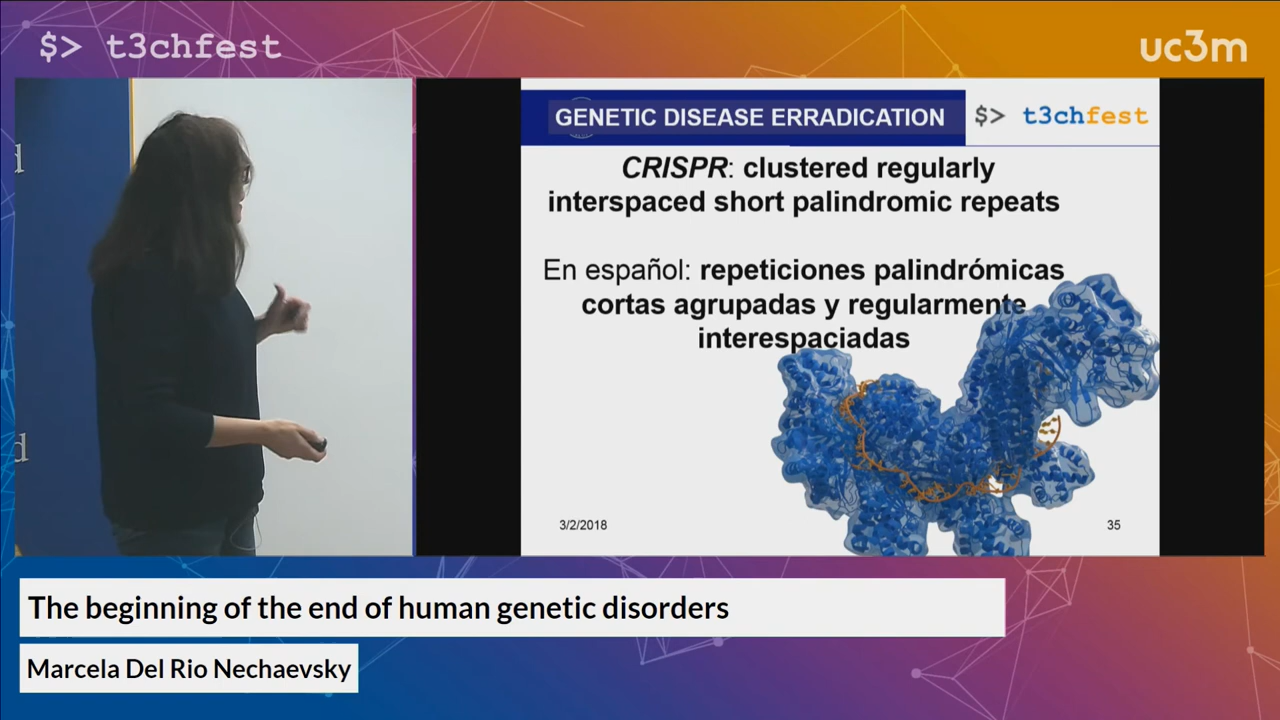 $> t3chfest
uc3m
d
d
GENETIC DISEASE ERRADICATION
$> t3chfest
CRISPR: clustered regularly
interspaced short palindromic repeats
En español: repeticiones palindrómicas
cortas agrupadas y regularmente
interespaciadas
3/2/2018
35
The beginning of the end of human genetic disorders
Marcela Del Rio Nechaevsky